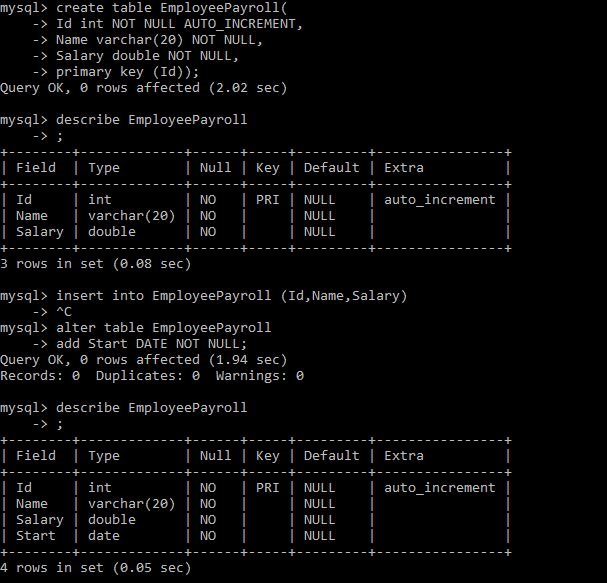 mysql> create table EmployeePayroll(
    -> Id int NOT NULL AUTO_INCREMENT,
    -> Name varchar(20) NOT NULL,
    -> Salary double NOT NULL,
    -> primary key (Id));
Query OK, 0 rows affected (2.02 sec)

mysql> describe EmployeePayroll
    -> ;
+--------+-------------+------+-----+---------+----------------+
| Field  | Type        | Null | Key | Default | Extra          |
+--------+-------------+------+-----+---------+----------------+
| Id     | int         | NO   | PRI | NULL    | auto_increment |
| Name   | varchar(20) | NO   |     | NULL    |                |
| Salary | double      | NO   |     | NULL    |                |
+--------+-------------+------+-----+---------+----------------+
3 rows in set (0.08 sec)

mysql> insert into EmployeePayroll (Id,Name,Salary)
    -> ^C
mysql> alter table EmployeePayroll
    -> add Start DATE NOT NULL;
Query OK, 0 rows affected (1.94 sec)
Records: 0  Duplicates: 0  Warnings: 0

mysql> describe EmployeePayroll
    -> ;
+--------+-------------+------+-----+---------+----------------+
| Field  | Type        | Null | Key | Default | Extra          |
+--------+-------------+------+-----+---------+----------------+
| Id     | int         | NO   | PRI | NULL    | auto_increment |
| Name   | varchar(20) | NO   |     | NULL    |                |
| Salary | double      | NO   |     | NULL    |                |
| Start  | date        | NO   |     | NULL    |                |
+--------+-------------+------+-----+---------+----------------+
4 rows in set (0.05 sec)